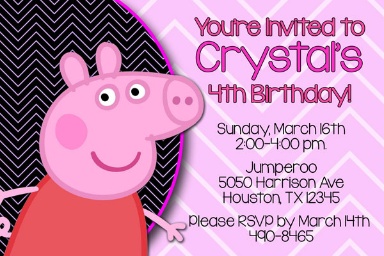 You're Invited to
Crystal's
4th Birthday!
Sunday, March 16th
2:00-4:00 p.m.
Jumperoo
5050 Harrison Ave
Houston, TX 12345
please RSVP by March 14th
490-8465